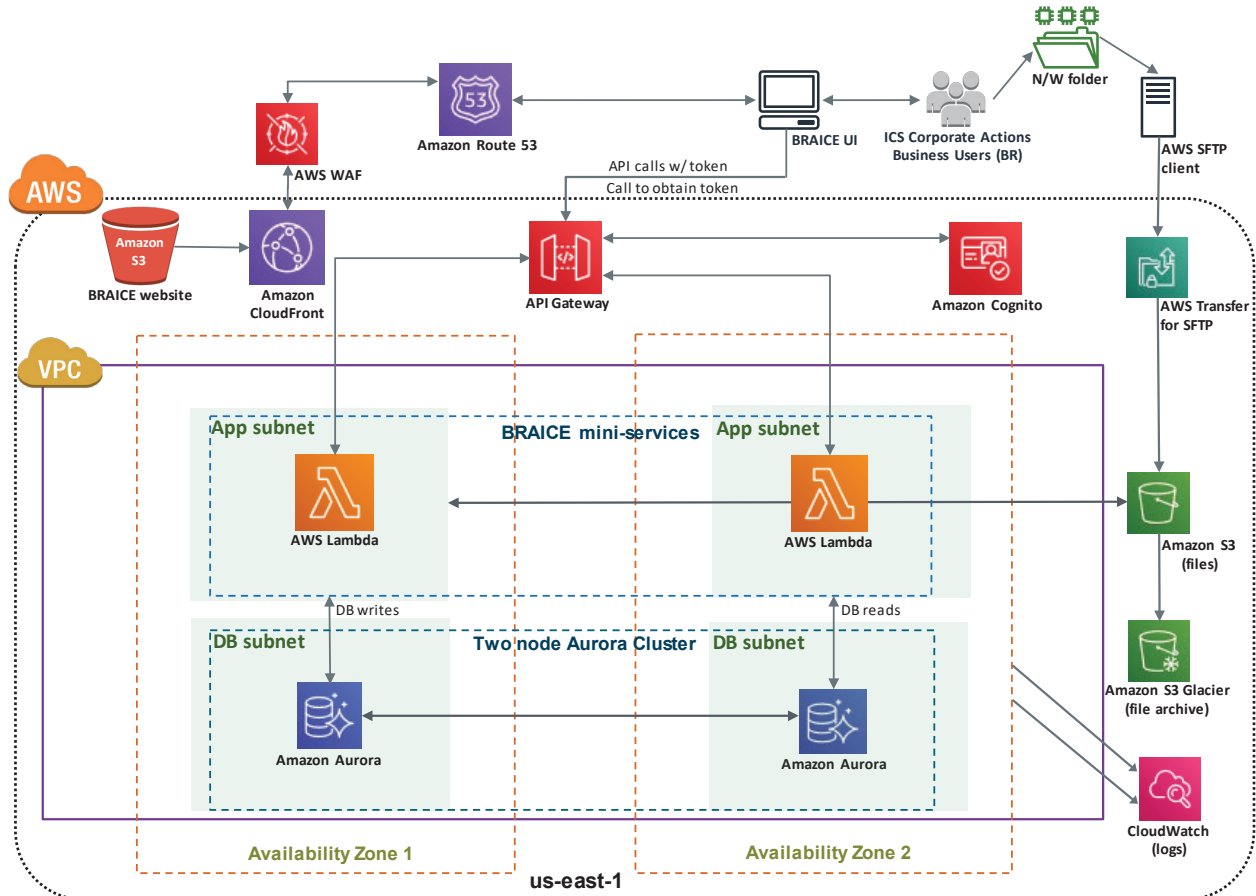 N/W folder
53
Amazon Route 53
BRAICE UI
ICS Corporate Actions
Business Users (BR)
AWS SFTP
client
AWS WAF
API calls w/ token
Call to obtain token
AWS
Amazon
S3
BRAICE website
Amazon
CloudFront
API Gateway
Amazon Cognito
AWS Transfer
for SFTP
VPC
App subnet
BRAICE mini-services
App subnet
AWS Lambda
AWS Lambda
Amazon S3
(files)
DB writes
DB reads
DB subnet
Two node Aurora Cluster
DB subnet
Amazon S3 Glacier
(file archive)
Amazon Aurora
Amazon Aurora
CloudWatch
(logs)
Availability Zone 1
Availability Zone 2
us-east-1